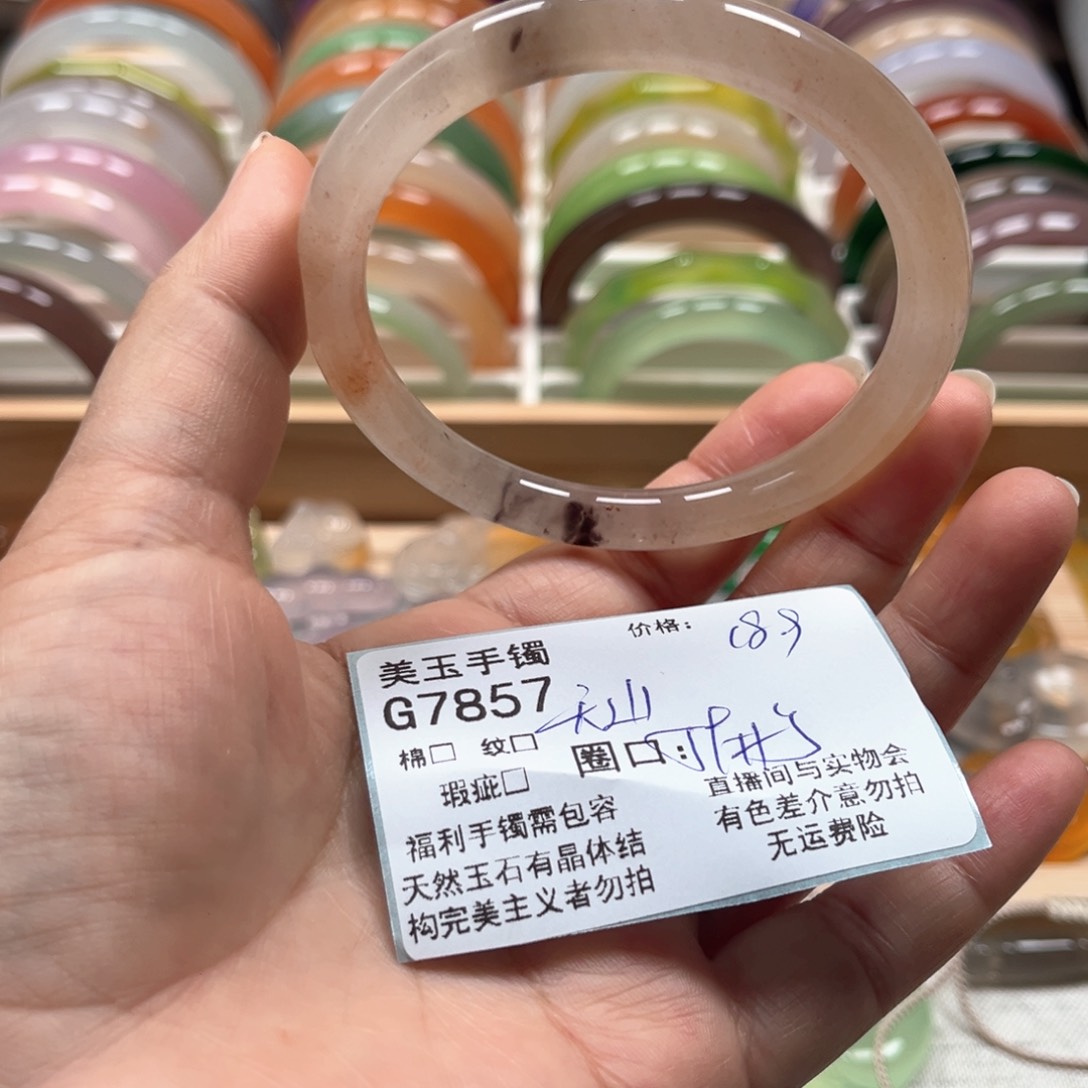 美玉手镯
价格：
G7857
天山
棉□ 纹□
圈口：
瑕疵□
福利手镯需包容
天然玉石有晶体结
构完美主义者勿拍
直播间与实物会
有色差介意勿拍
无运费险